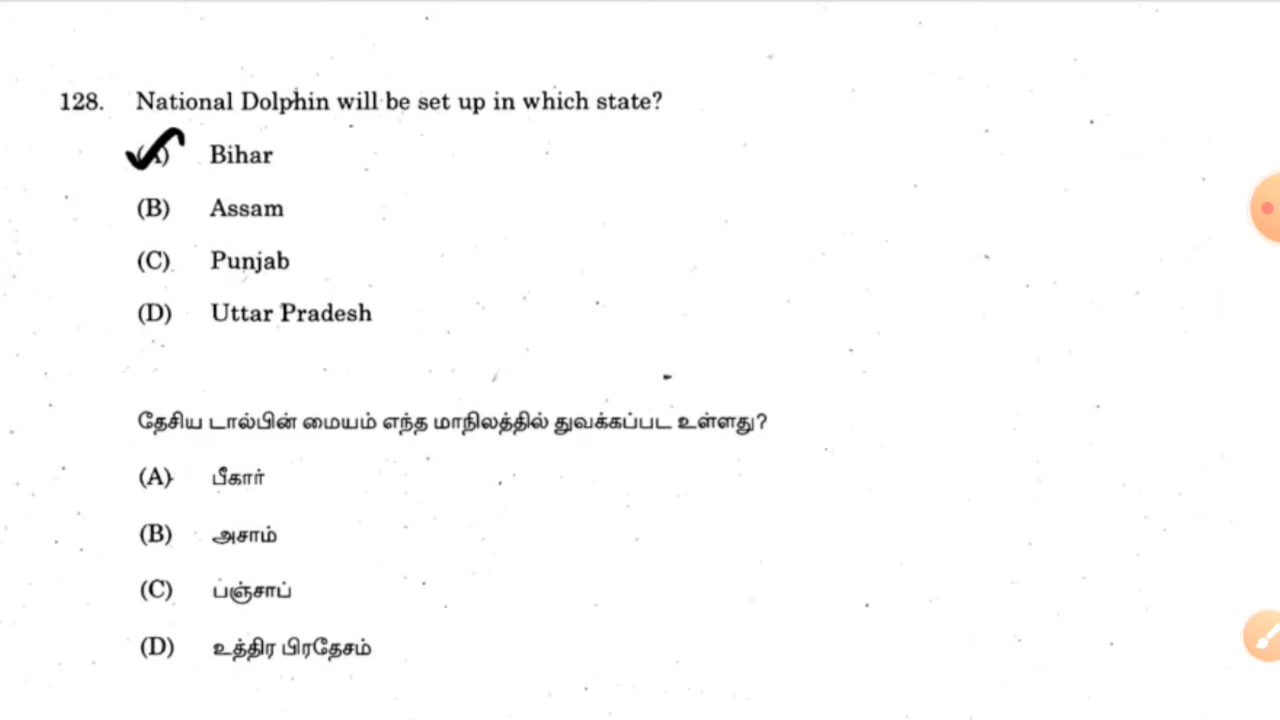 128. National Dolphin will be set up in which state?
(A) Bihar
(B) Assam
(C) Punjab
(D) Uttar Pradesh
தேசிய டால்பின் மையம் எந்த மாநிலத்தில் துவக்கப்பட உள்ளது?
(A) பீகார்
(B) அசாம்
(C) பஞ்சாப்
(D) உத்திர பிரதேசம்